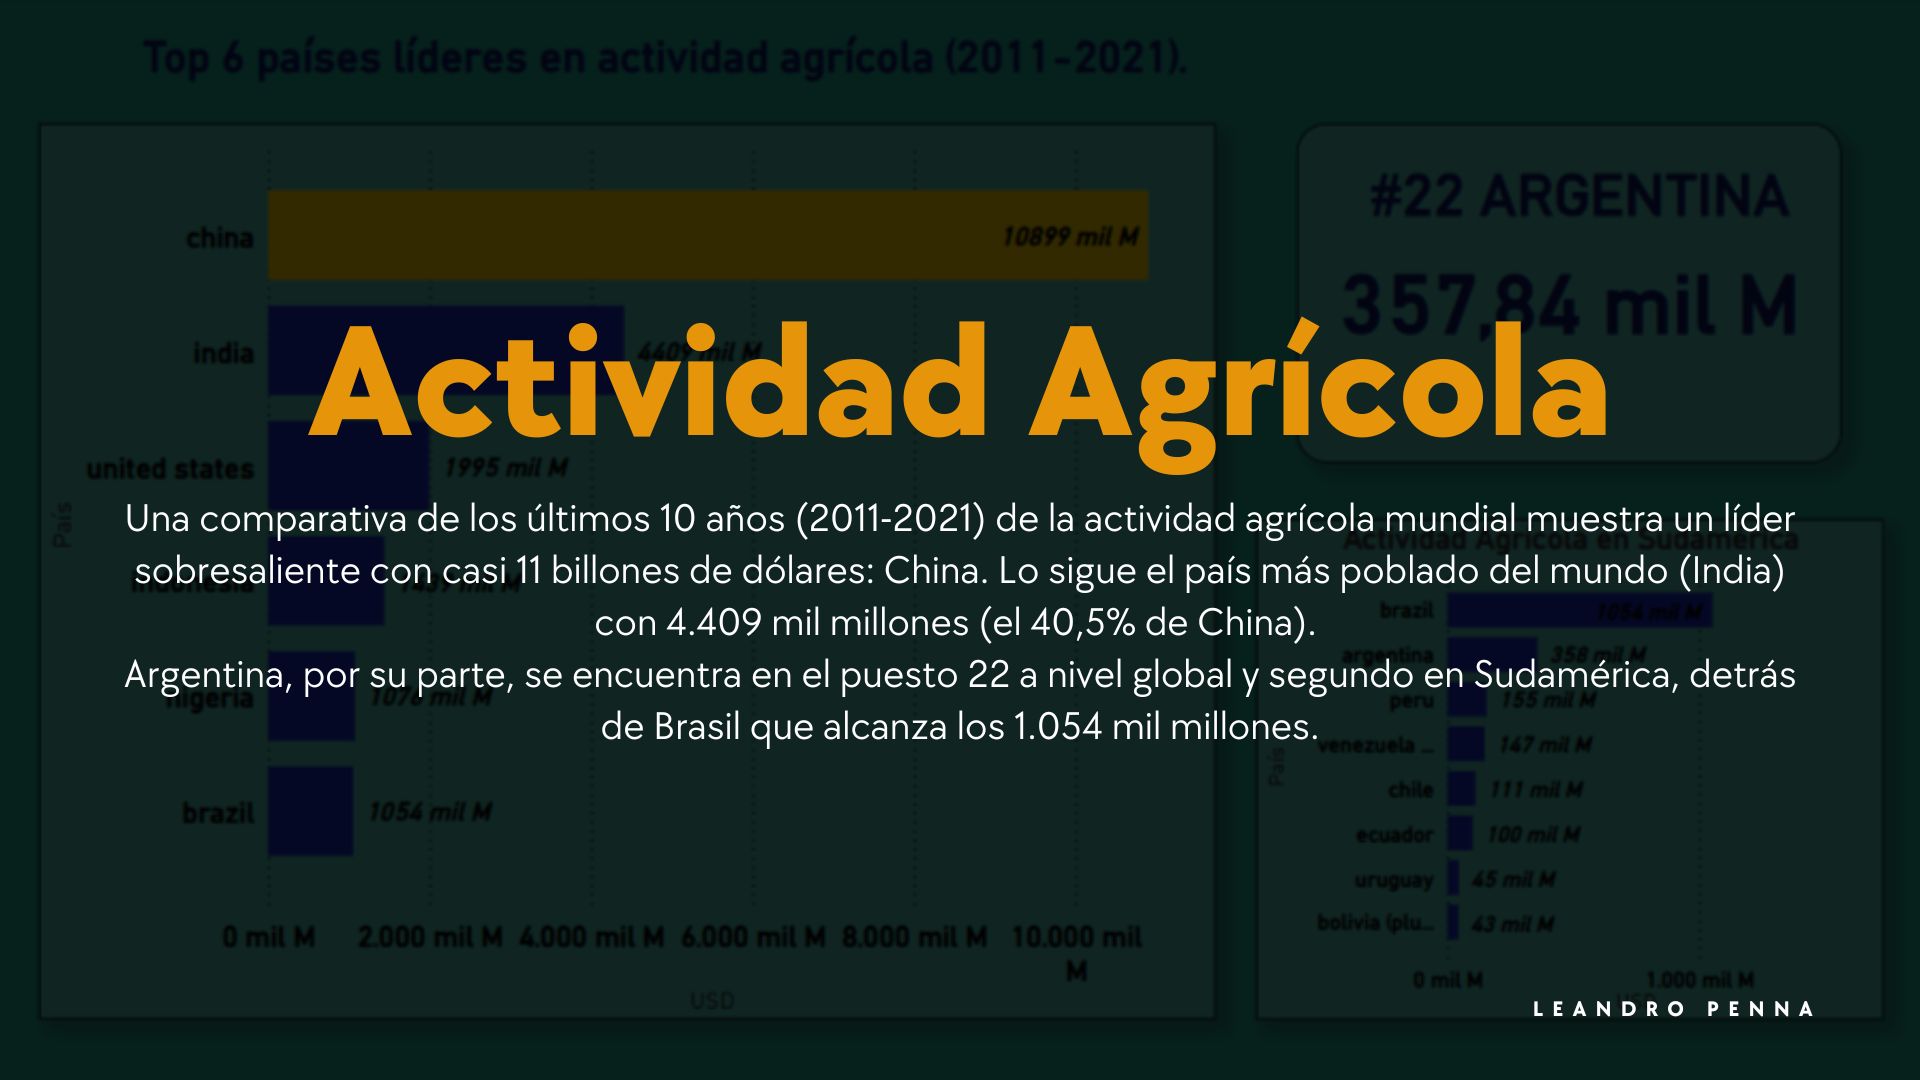 Top 6 países líderes en actividad agrícola (2011-2021).
china
10899 mil M
india
4409 mil M
united states
1995 mil M
indonesia
nigeria
1076 mil M
brazil
1054 mil M
País
0 mil M 2.000 mil M 4.000 mil M 6.000 mil M 8.000 mil M 10.000 mil
M
USD
#22 ARGENTINA
357,84 mil M
Actividad Agrícola
Una comparativa de los últimos 10 años (2011-2021) de la actividad agrícola mundial muestra un líder
sobresaliente con casi 11 billones de dólares: China. Lo sigue el país más poblado del mundo (India)
con 4.409 mil millones (el 40,5% de China).
Argentina, por su parte, se encuentra en el puesto 22 a nivel global y segundo en Sudamérica, detrás
de Brasil que alcanza los 1.054 mil millones.
Actividad Agrícola en Sudamérica
brazil
1054 mil M
argentina
358 mil M
peru
155 mil M
venezuela ...
147 mil M
chile
111 mil M
ecuador
100 mil M
uruguay
45 mil M
bolivia (plu...
43 mil M
País
0 mil M 1.000 mil M
LEANDRO PENNA